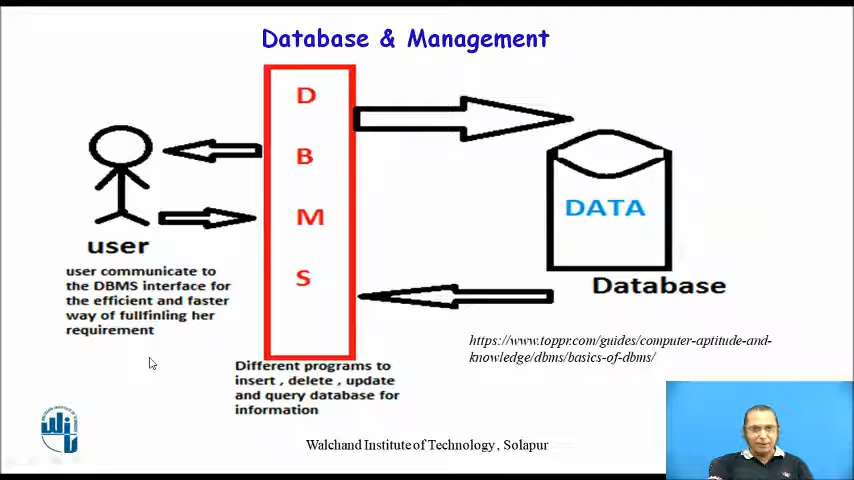 Database & Management
D
B
M
S
DATA
user
Database
user communicate to
the DBMS interface for
the efficient and faster
way of fullfinling her
requirement
https://www.toppr.com/guides/computer-aptitude-and-
knowledge/dbms/basics-of-dbms/
Different programs to
insert , delete , update
and query database for
information
Walchand Institute of Technology , Solapur